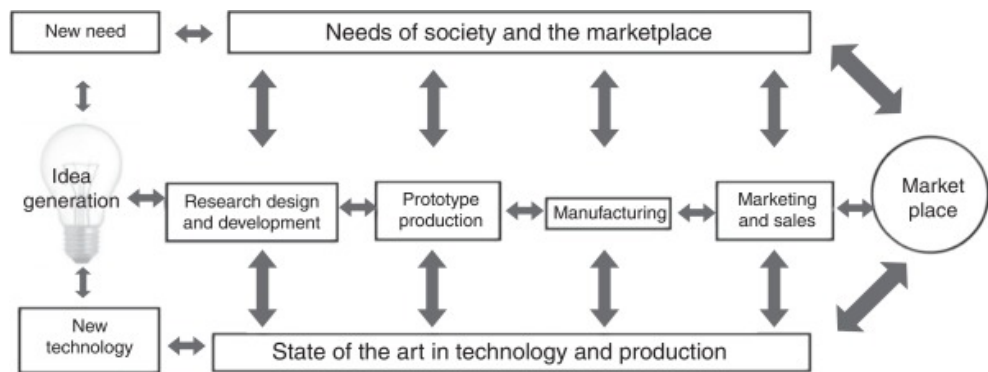 New need
Needs of society and the marketplace
Idea
generation
Research design
and development
Prototype
production
Manufacturing
Marketing
and sales
Market
place
New
technology
State of the art in technology and production